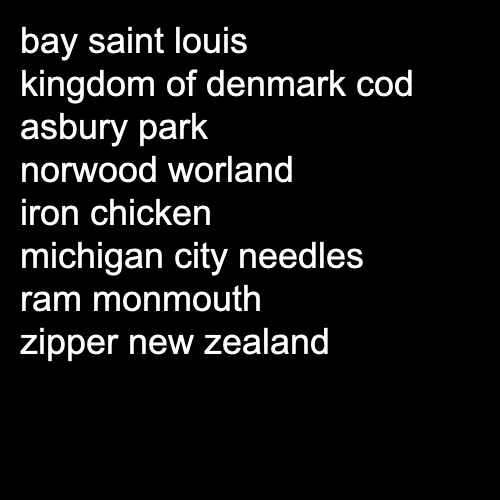 bay saint louis
kingdom of denmark cod
asbury park
norwood worland
iron chicken
michigan city needles
ram monmouth
zipper new zealand